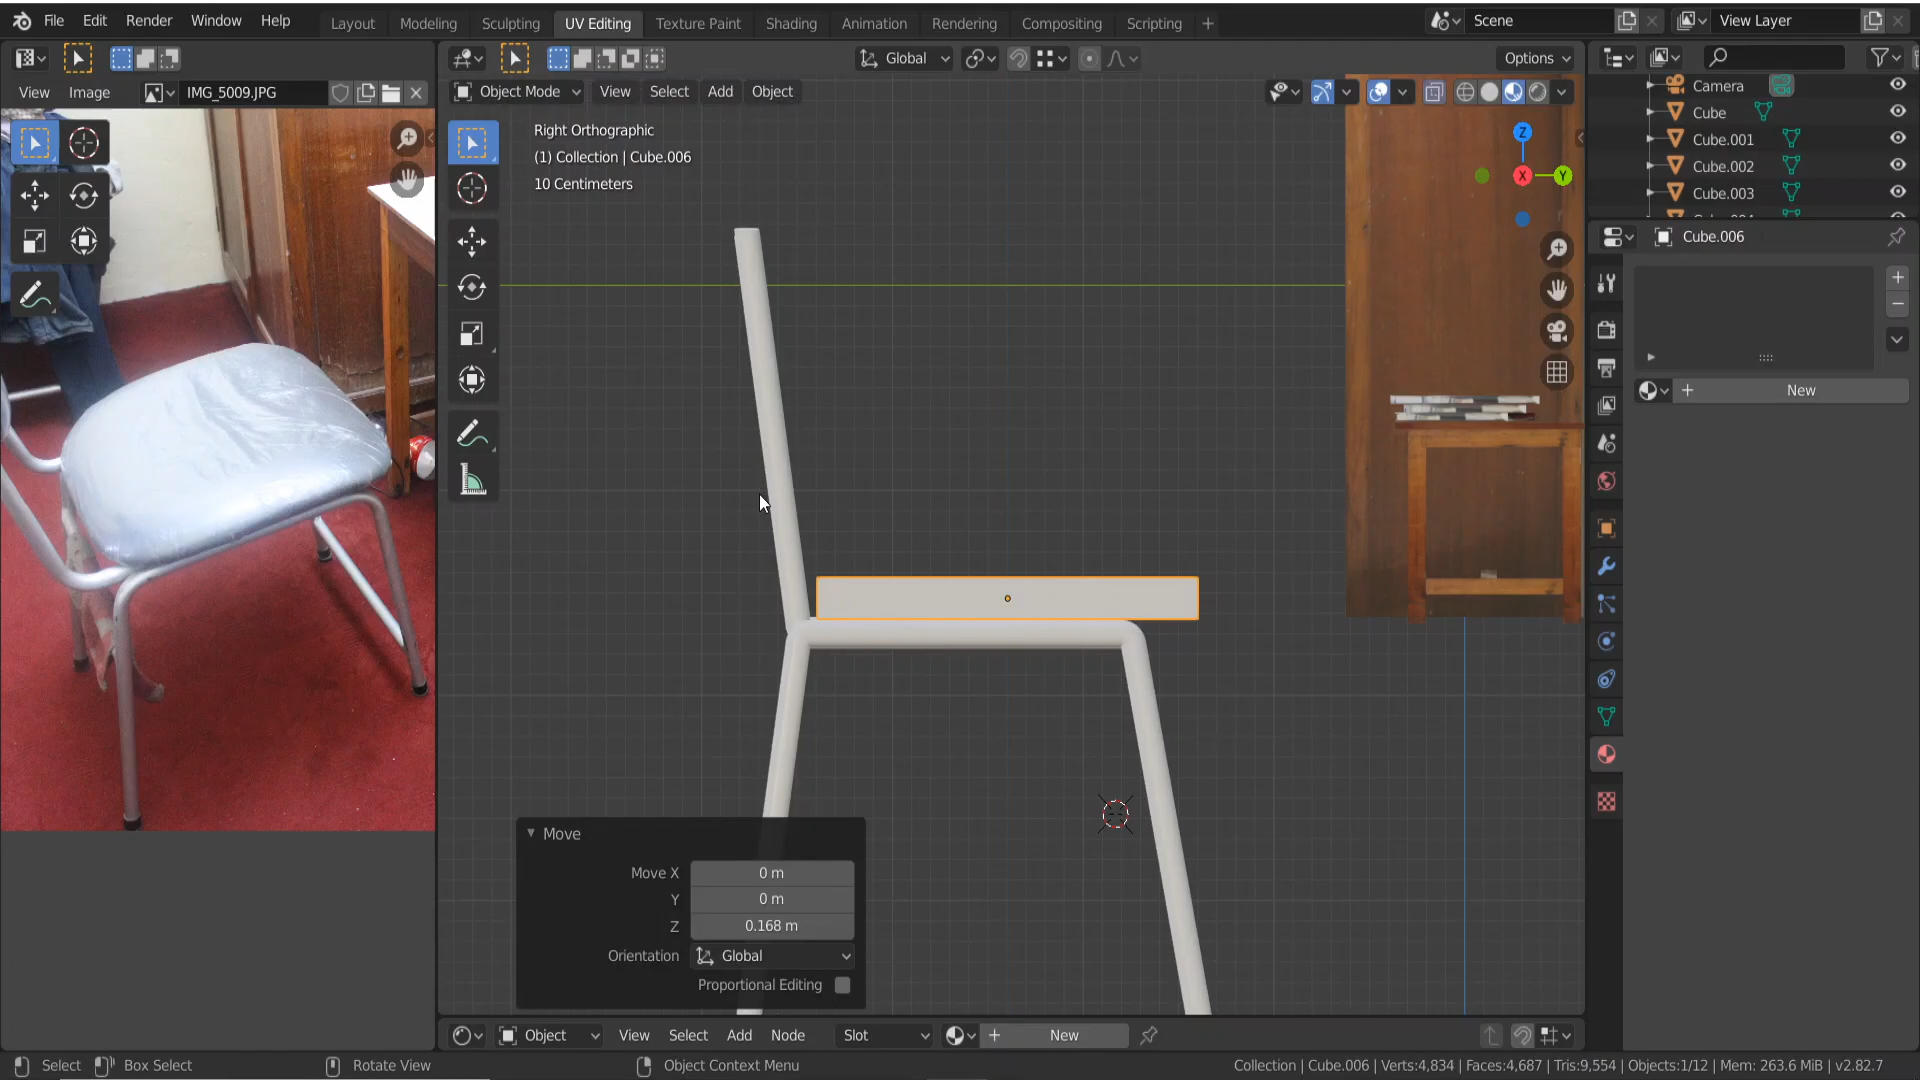 File Edit Render Window Help
Layout Modeling Sculpting UV Editing Texture Paint Shading Animation Rendering Compositing Scripting +
Scene
View Layer
Global
Options
View Image
IMG_5009.JPG
Object Mode View Select Add Object
Right Orthographic
(1) Collection | Cube.006
10 Centimeters
Z
X
Y
Camera
Cube
Cube.001
Cube.002
Cube.003
Cube.006
New
Move
Move X 0 m
Y 0 m
Z 0.168 m
Orientation Global
Proportional Editing
Object View Select Add Node Slot New
Select Box Select Rotate View Object Context Menu
Collection | Cube.006 | Verts:4,834 | Faces:4,687 | Tris:9,554 | Objects:1/12 | Mem: 263.6 MiB | v2.82.7